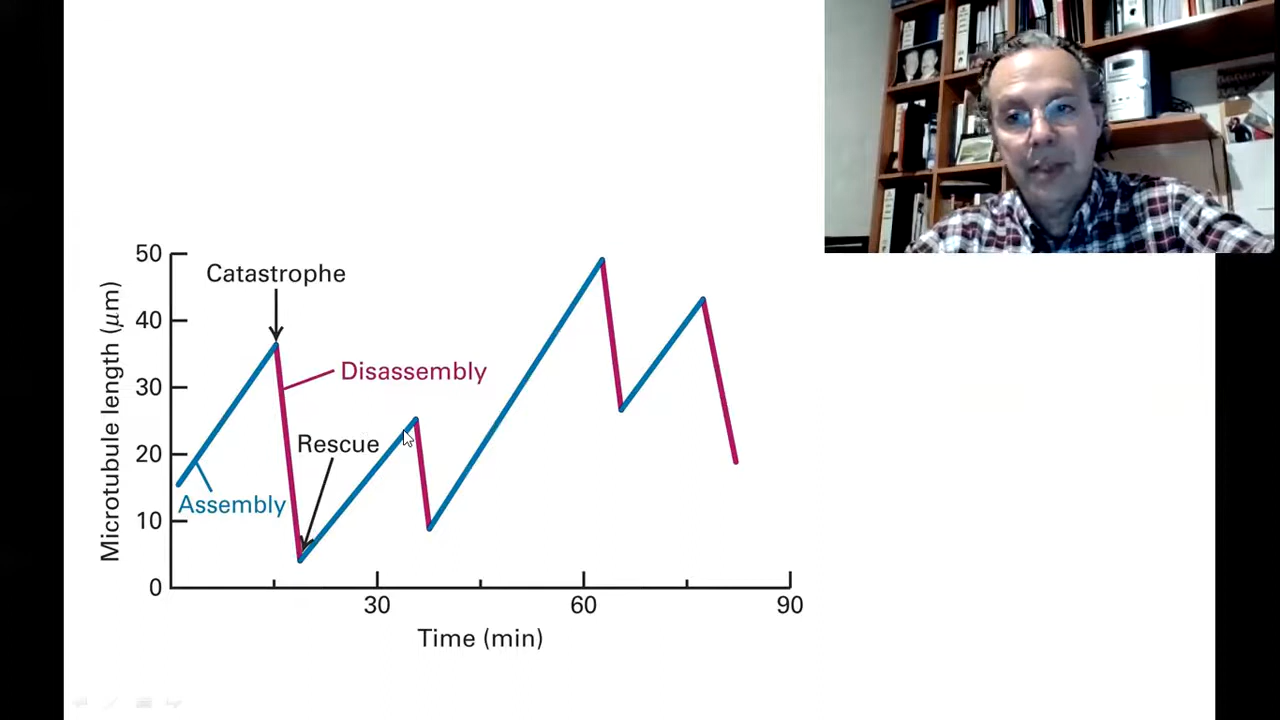 50
Catastrophe
40
Disassembly
30
Rescue
20
Assembly
10
0
Microtubule length (μm)
30
60
90
Time (min)